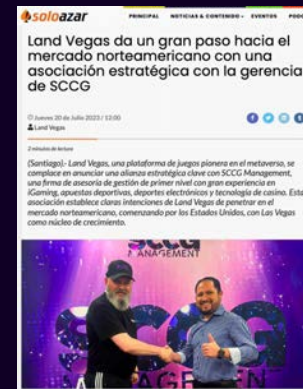 soloazar
PRINCIPAL NOTICIAS & CONTENIDO EVENTOS
Land Vegas da un gran paso hacia el
mercado norteamericano con una
asociación estratégica con la gerencia
de SCCG
Jueves 20 de Julio 2023 / 12:00
Land Vegas
2 minutos de lectura
(Santiago).- Land Vegas, una plataforma de juegos pionera en el metaverso, se
complace en anunciar una alianza estratégica clave con SCCG Management,
una firma de asesoría de gestión de primer nivel con gran experiencia en
iGaming, apuestas deportivas, deportes electrónicos y tecnología de casino. Esta
asociación establece claras intenciones de Land Vegas de penetrar en el
mercado norteamericano, comenzando por los Estados Unidos, con Las Vegas
como núcleo de crecimiento.
sccg
MANAGEMENT